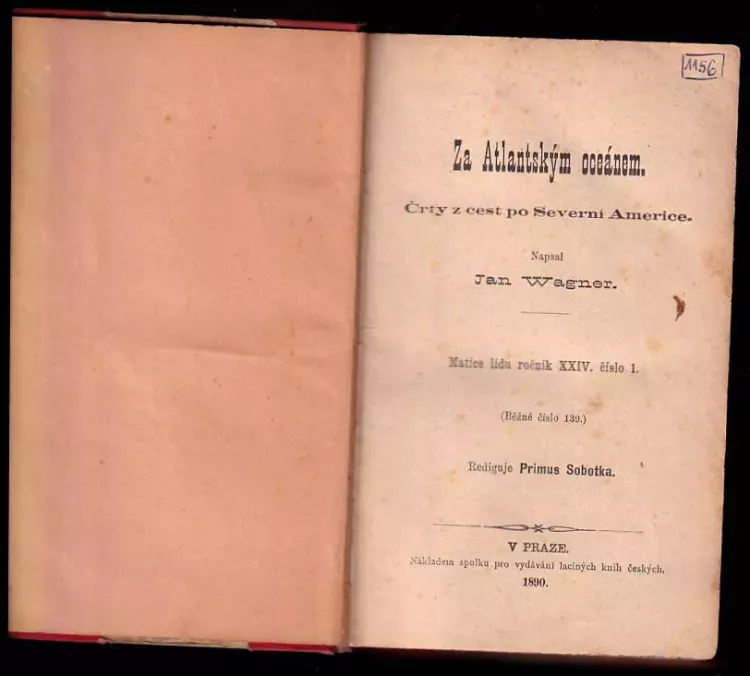 1156
Za Atlantským oceánem.
Črty z cest po Severní Americe.
Napsal
Jan Wagner.
Matice lidu ročník XXIV. číslo 1.
(Běžné číslo 139.)
Rediguje Primus Sobotka.
V PRAZE.
Nákladem spolku pro vydávání laciných knih českých.
1890.